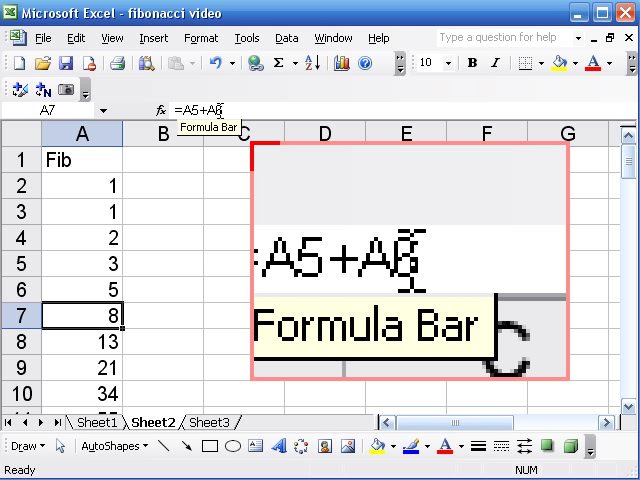 Microsoft Excel - fibonacci video
File Edit View Insert Format Tools Data Window Help Type a question for help
10 B I A
A7 fx =A5+A6
Formula Bar
A B C D E F G
1 Fib
2 1
3 1
4 2
5 3
6 5
7 8
8 13
9 21
10 34
=A5+A6
Formula Bar
C
Sheet1 Sheet2 Sheet3
Draw AutoShapes A A
Ready NUM